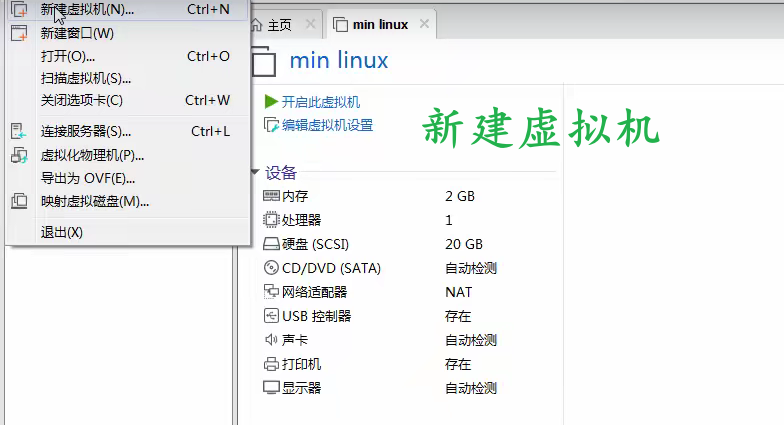 新建虚拟机(N)... Ctrl+N
新建窗口(W)
打开(O)... Ctrl+O
扫描虚拟机(S)...
关闭选项卡(C) Ctrl+W
连接服务器(S)... Ctrl+L
虚拟化物理机(P)...
导出为 OVF(E)...
映射虚拟磁盘(M)...
退出(X)
主页
min linux
min linux
开启此虚拟机
编辑虚拟机设置
新建虚拟机
设备
内存 2 GB
处理器 1
硬盘 (SCSI) 20 GB
CD/DVD (SATA) 自动检测
网络适配器 NAT
USB 控制器 存在
声卡 自动检测
打印机 存在
显示器 自动检测